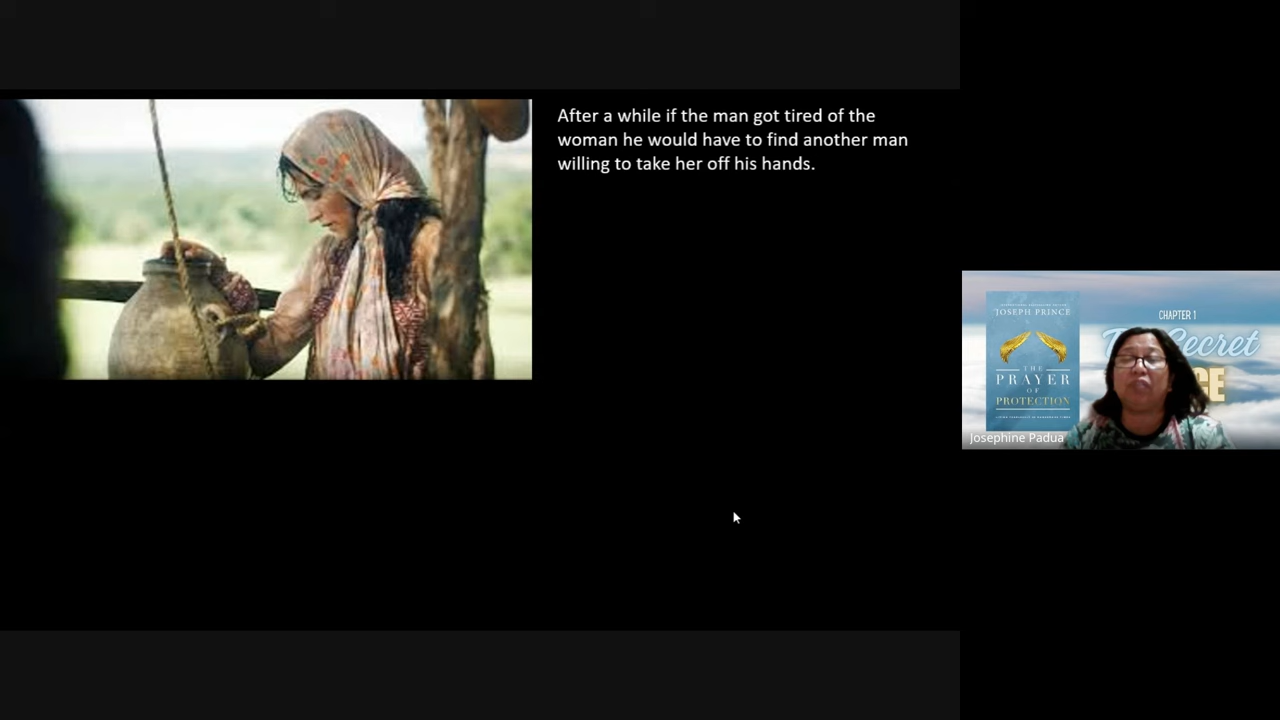 After a while if the man got tired of the
woman he would have to find another man
willing to take her off his hands.
JOSEPH PRINCE
THE
PRAYER
OF
PROTECTION
CHAPTER 1
Secret
Josephine Padua